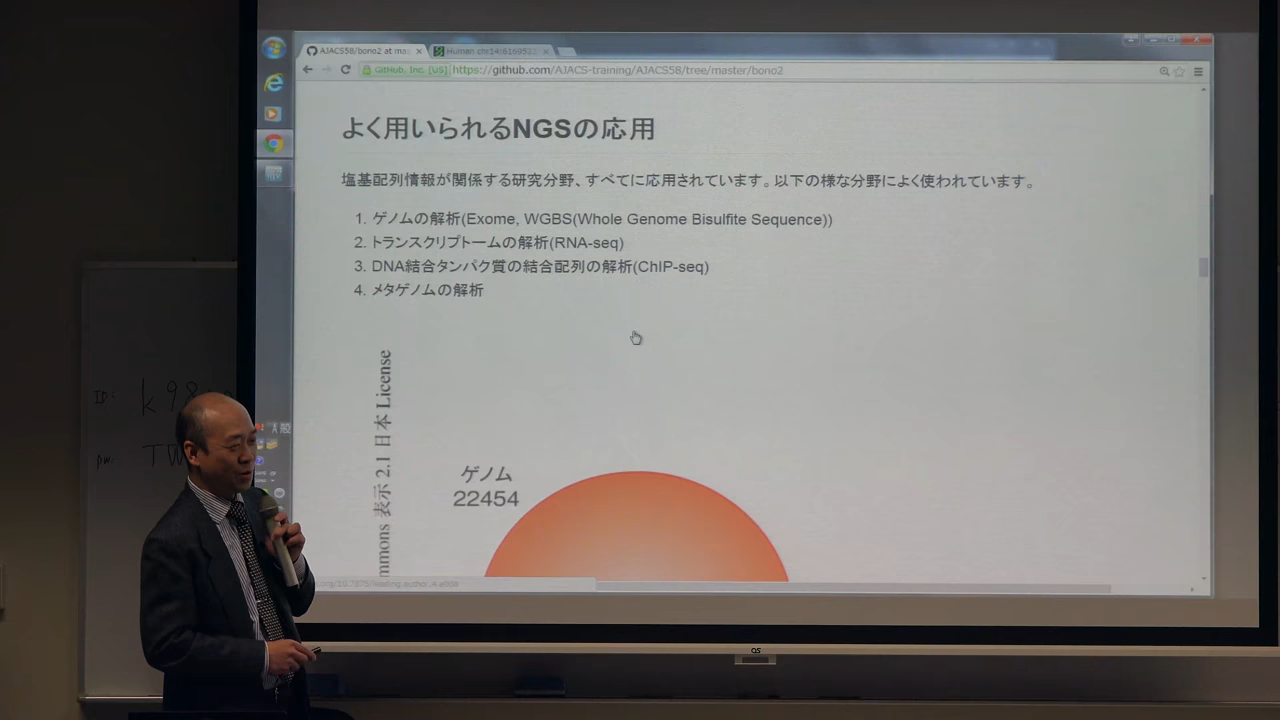 AJACS58/bono2 at mas
Human chr14:616952
GitHub, Inc. [US]
https://github.com/AJACS-training/AJACS58/tree/master/bono2
よく用いられるNGSの応用
塩基配列情報が関係する研究分野、すべてに応用されています。以下の様な分野によく使われています。
1. ゲノムの解析(Exome, WGBS(Whole Genome Bisulfite Sequence))
2. トランスクリプトームの解析(RNA-seq)
3. DNA結合タンパク質の結合配列の解析(ChIP-seq)
4. メタゲノムの解析
mmons 表示 2.1 日本 License
ゲノム
22454
ID:
pw:
TW
OS